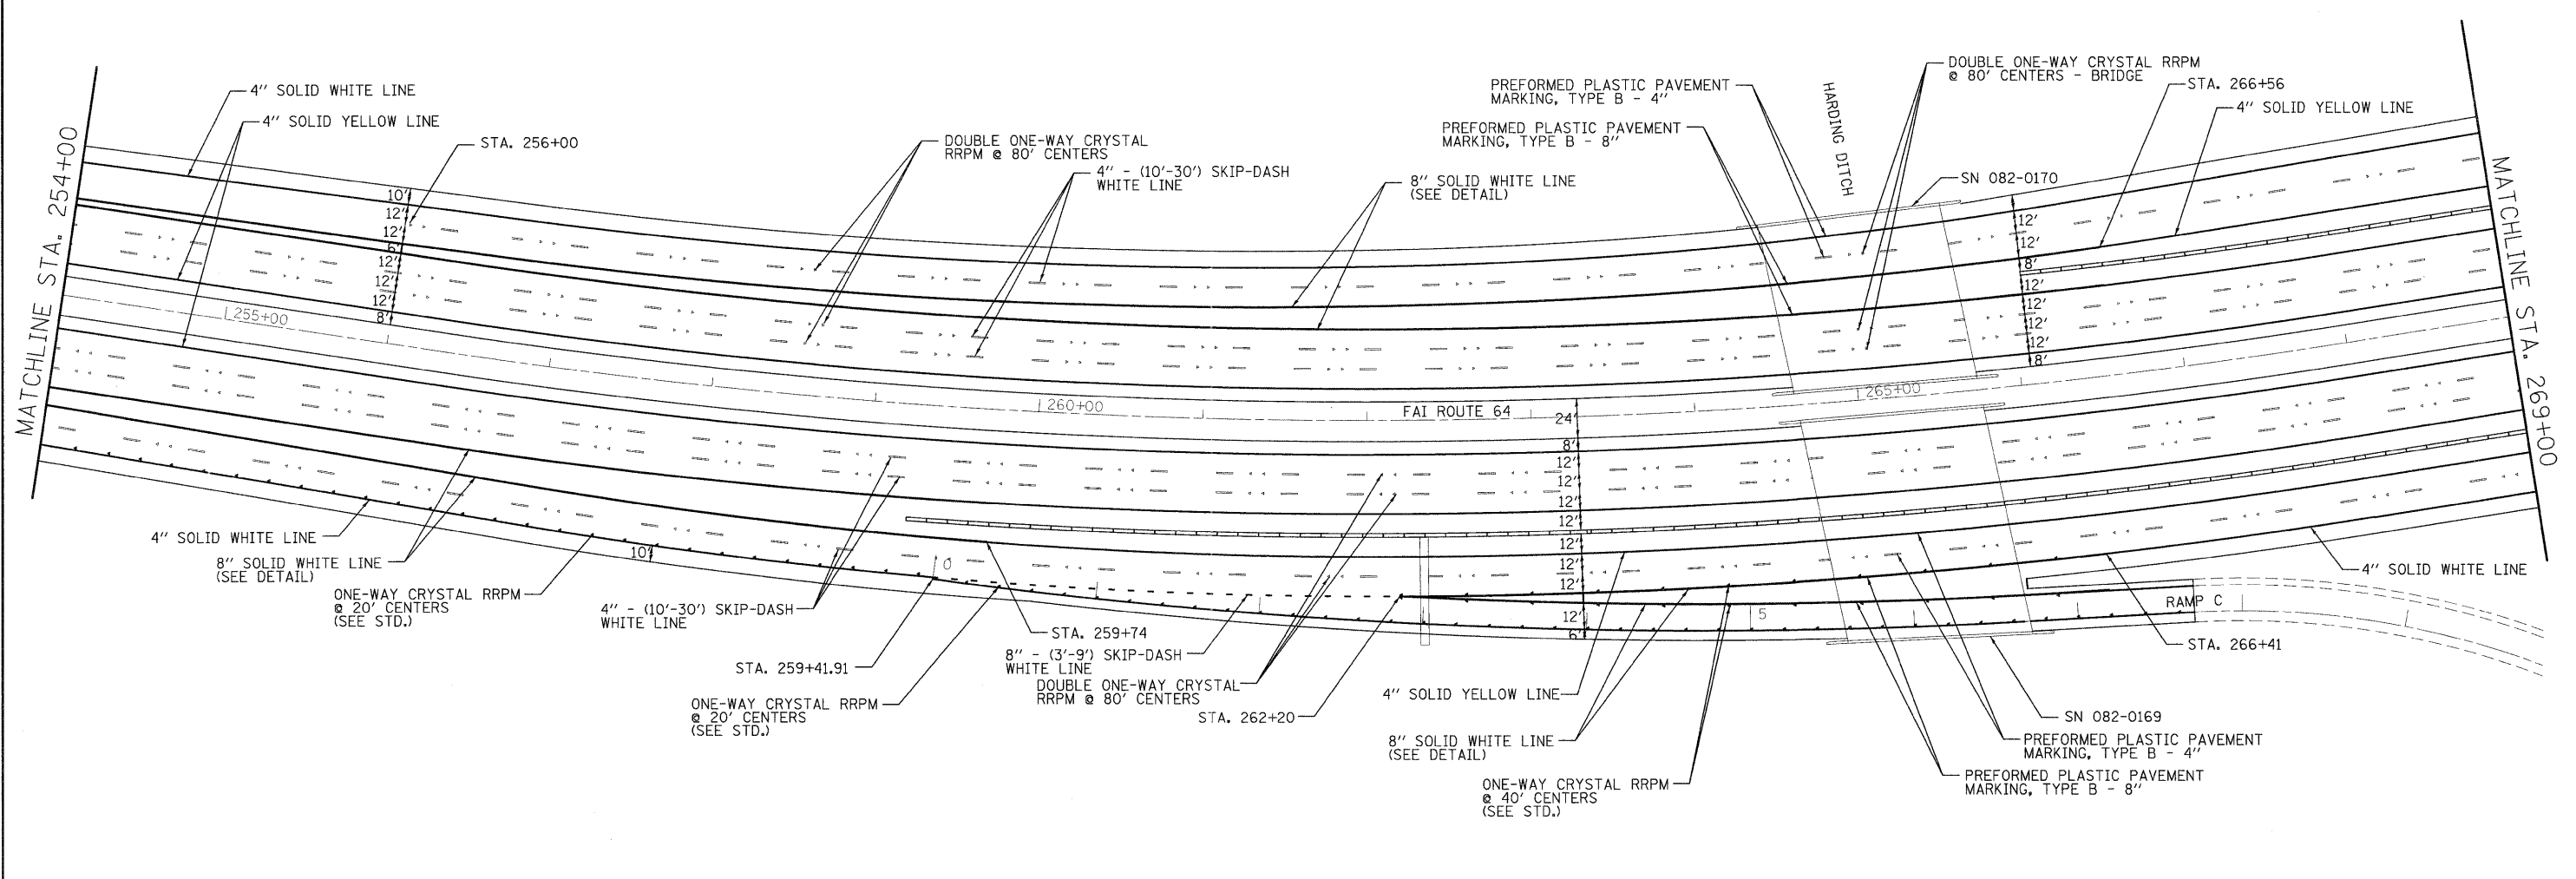 MATCHLINE STA. 254+00
4" SOLID WHITE LINE
4" SOLID YELLOW LINE
STA. 256+00
10'
12'
12'
6'
12'
12'
12'
8'
255+00
DOUBLE ONE-WAY CRYSTAL
RRPM @ 80' CENTERS
4" - (10'-30') SKIP-DASH
WHITE LINE
8" SOLID WHITE LINE
(SEE DETAIL)
PREFORMED PLASTIC PAVEMENT
MARKING, TYPE B - 4"
PREFORMED PLASTIC PAVEMENT
MARKING, TYPE B - 8"
HARDING DITCH
DOUBLE ONE-WAY CRYSTAL RRPM
@ 80' CENTERS - BRIDGE
STA. 266+56
4" SOLID YELLOW LINE
SN 082-0170
12'
12'
8'
12'
12'
12'
12'
8'
MATCHLINE STA. 269+00
260+00
FAI ROUTE 64
265+00
24'
8'
12'
12'
12'
12'
12'
12'
12'
12'
6'
4" SOLID WHITE LINE
8" SOLID WHITE LINE
(SEE DETAIL)
10'
ONE-WAY CRYSTAL RRPM
@ 20' CENTERS
(SEE STD.)
4" - (10'-30') SKIP-DASH
WHITE LINE
0
STA. 259+74
8" - (3'-9') SKIP-DASH
WHITE LINE
STA. 259+41.91
DOUBLE ONE-WAY CRYSTAL
RRPM @ 80' CENTERS
ONE-WAY CRYSTAL RRPM
@ 20' CENTERS
(SEE STD.)
STA. 262+20
4" SOLID YELLOW LINE
8" SOLID WHITE LINE
(SEE DETAIL)
ONE-WAY CRYSTAL RRPM
@ 40' CENTERS
(SEE STD.)
5
4" SOLID WHITE LINE
RAMP C
STA. 266+41
SN 082-0169
PREFORMED PLASTIC PAVEMENT
MARKING, TYPE B - 4"
PREFORMED PLASTIC PAVEMENT
MARKING, TYPE B - 8"